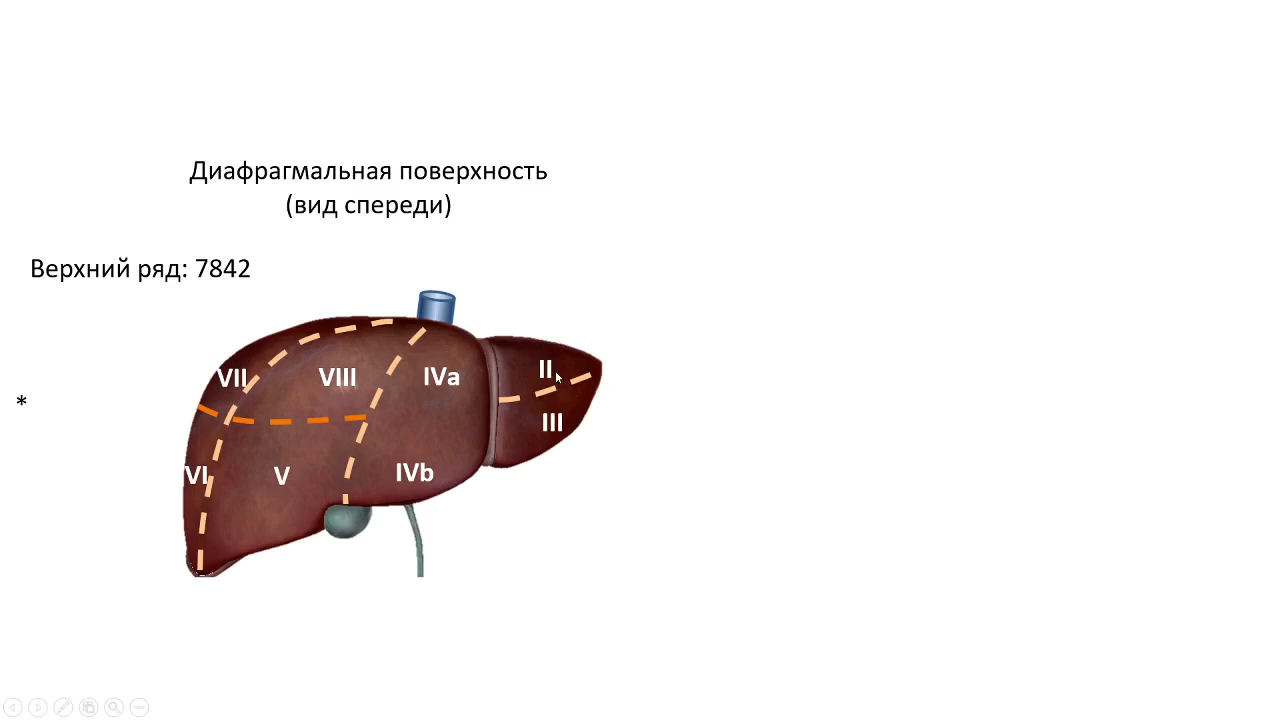 Диафрагмальная поверхность
(вид спереди)
Верхний ряд: 7842
VII VIII IVa II
*
III
VI V IVb